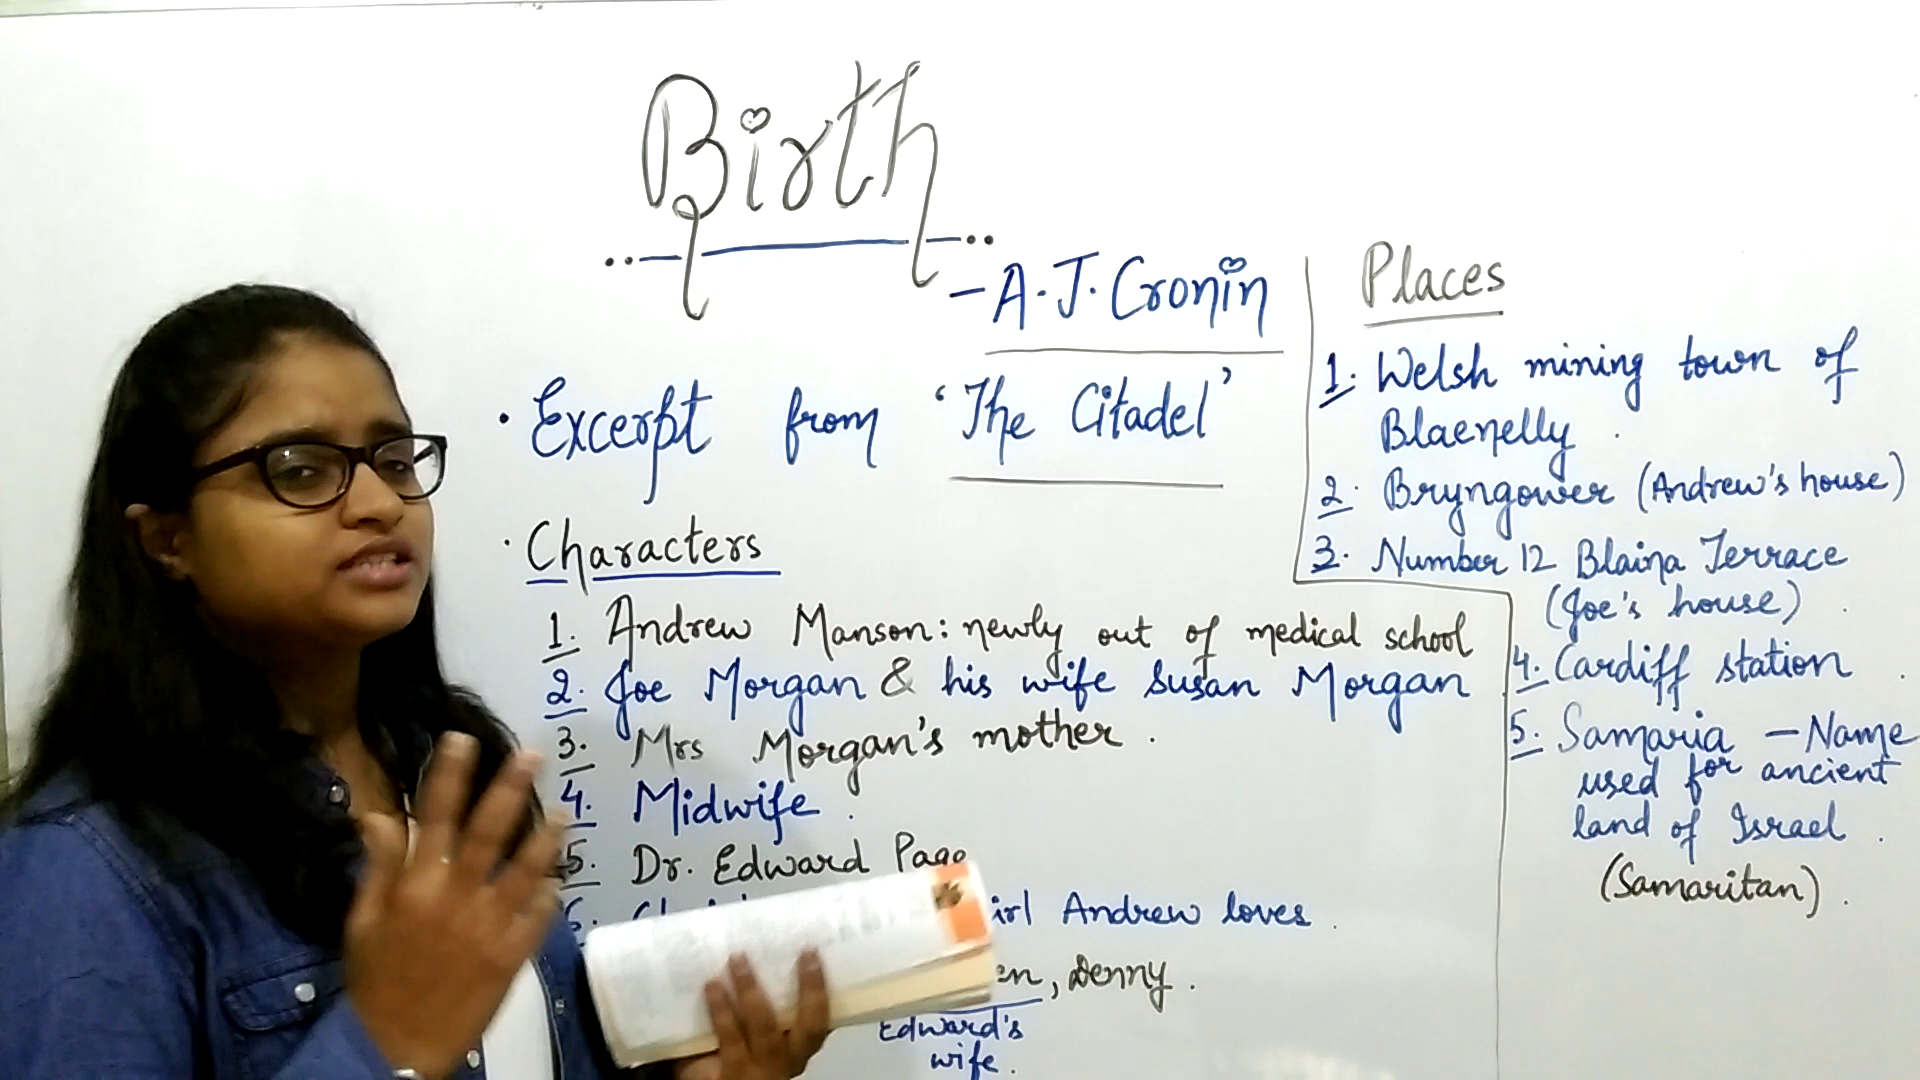 Birth
- A.J. Cronin
• Excerpt from 'The Citadel'
• Characters
1. Andrew Manson: newly out of medical school
2. Joe Morgan & his wife Susan Morgan
3. Mrs Morgan's mother.
4. Midwife.
5. Dr. Edward Page
6. Andrew loves.
, Denny.
Edward's
wife.
Places
1. Welsh mining town of
Blaenelly.
2. Bryngower (Andrew's house)
3. Number 12 Blaina Terrace
(Joe's house).
4. Cardiff station.
5. Samaria - Name
used for ancient
land of Israel.
(Samaritan).